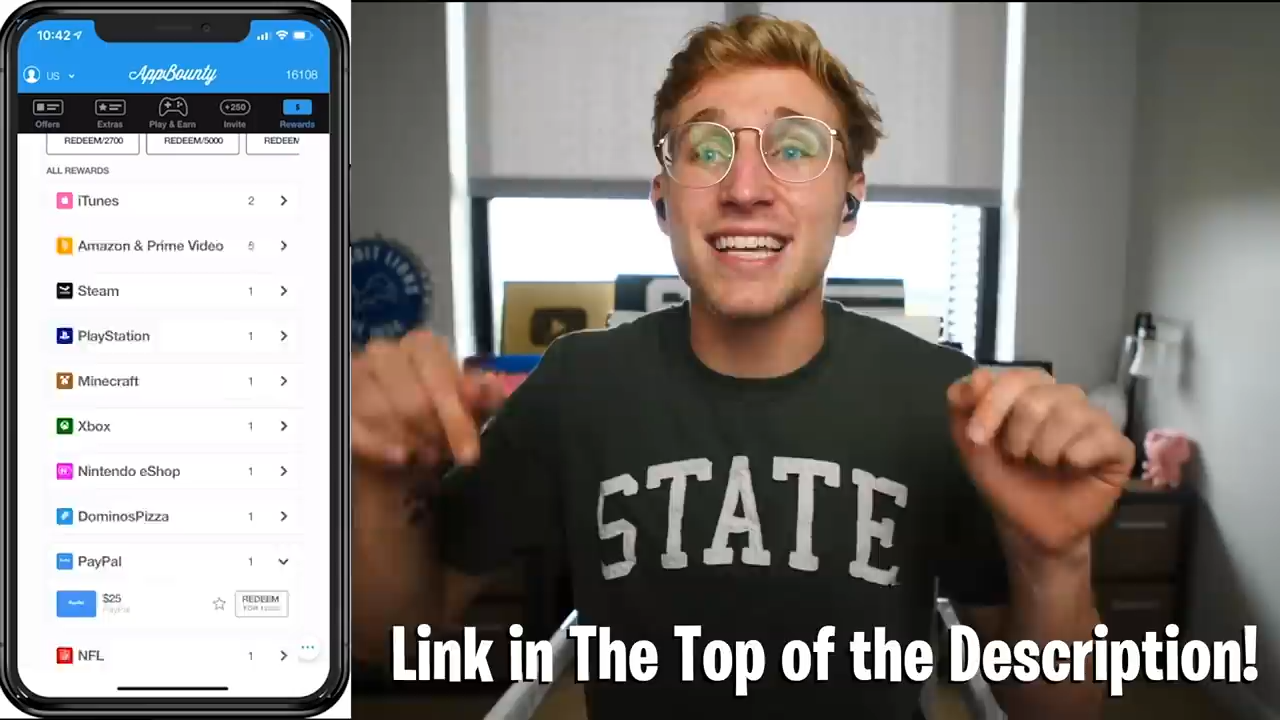 10:42
US
AppBounty
16108
Offers
Extras
Play & Earn
+250
Invite
$
Rewards
REDEEM/2700
REDEEM/5000
REDEEM
ALL REWARDS
iTunes
2
Amazon & Prime Video
5
Steam
1
PlayStation
1
Minecraft
1
Xbox
1
Nintendo eShop
1
DominosPizza
1
PayPal
1
$25
PayPal
REDEEM
NFL
1
STATE
Link in The Top of the Description!